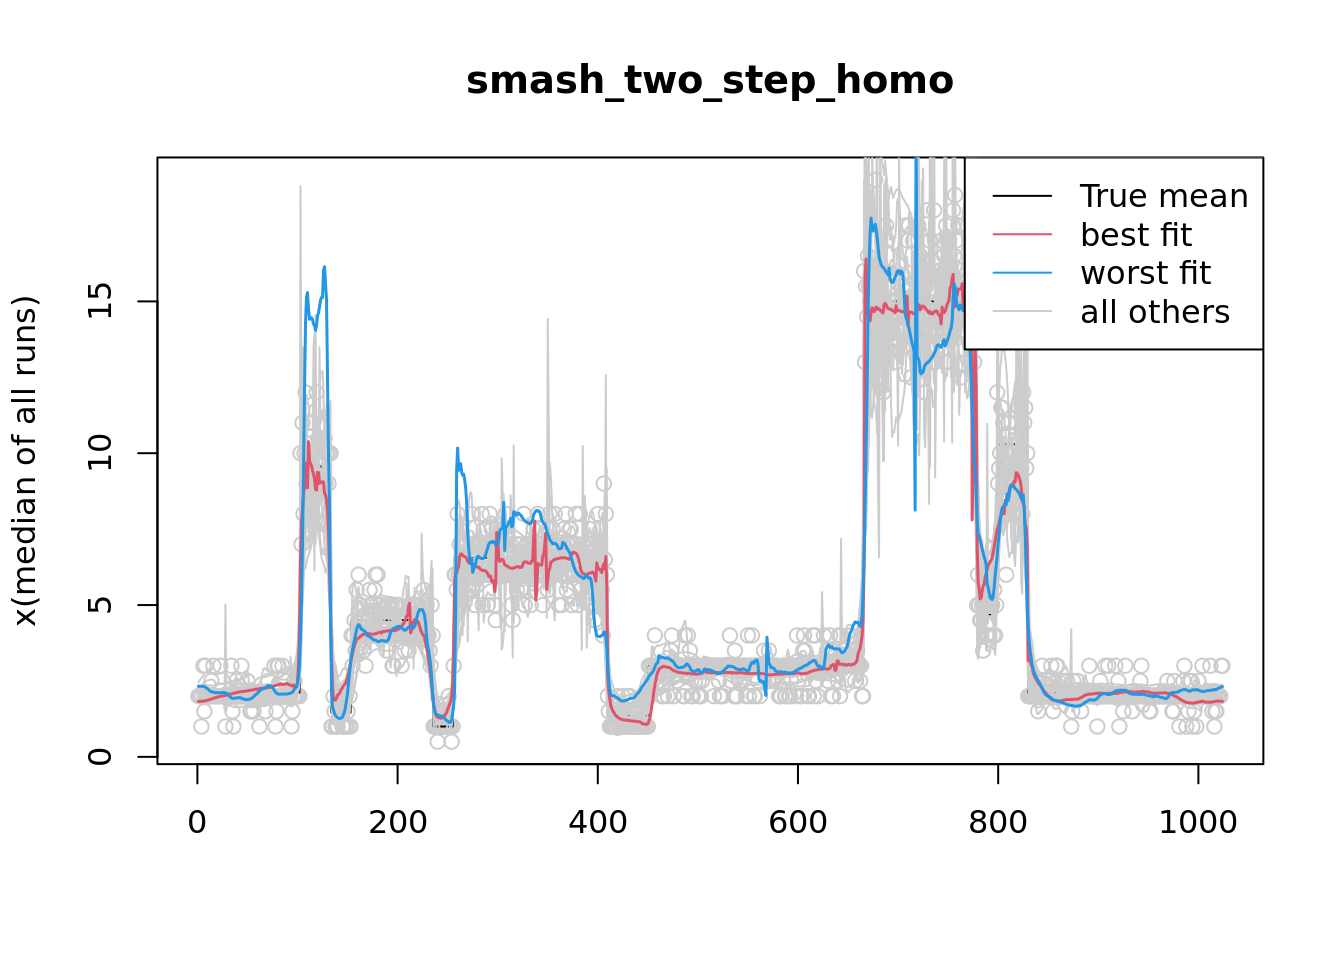 smash_two_step_homo
x(median of all runs)
0
5
10
15
0
200
400
600
800
1000
True mean
best fit
worst fit
all others